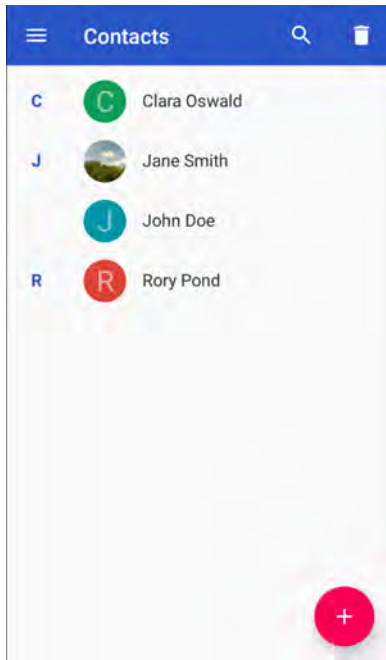 Contacts
C
C
Clara Oswald
J
Jane Smith
J
John Doe
R
R
Rory Pond
+